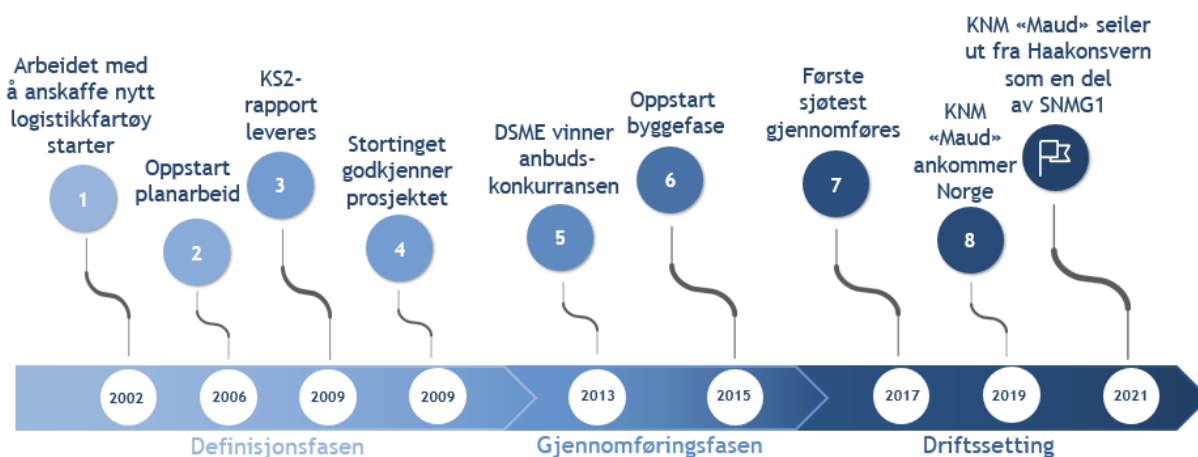 Arbeidet med
å anskaffe nytt
logistikkfartøy
starter
1
Oppstart
planarbeid
2
KS2-
rapport
leveres
3
Stortinget
godkjenner
prosjektet
4
DSME vinner
anbuds-
konkurransen
5
Oppstart
byggefase
6
Første
sjøtest
gjennomføres
7
KNM
«Maud»
ankommer
Norge
8
KNM «Maud» seiler
ut fra Haakonsvern
som en del
av SNMG1
2002
2006
2009
2009
2013
2015
2017
2019
2021
Definisjonsfasen
Gjennomføringsfasen
Driftssetting